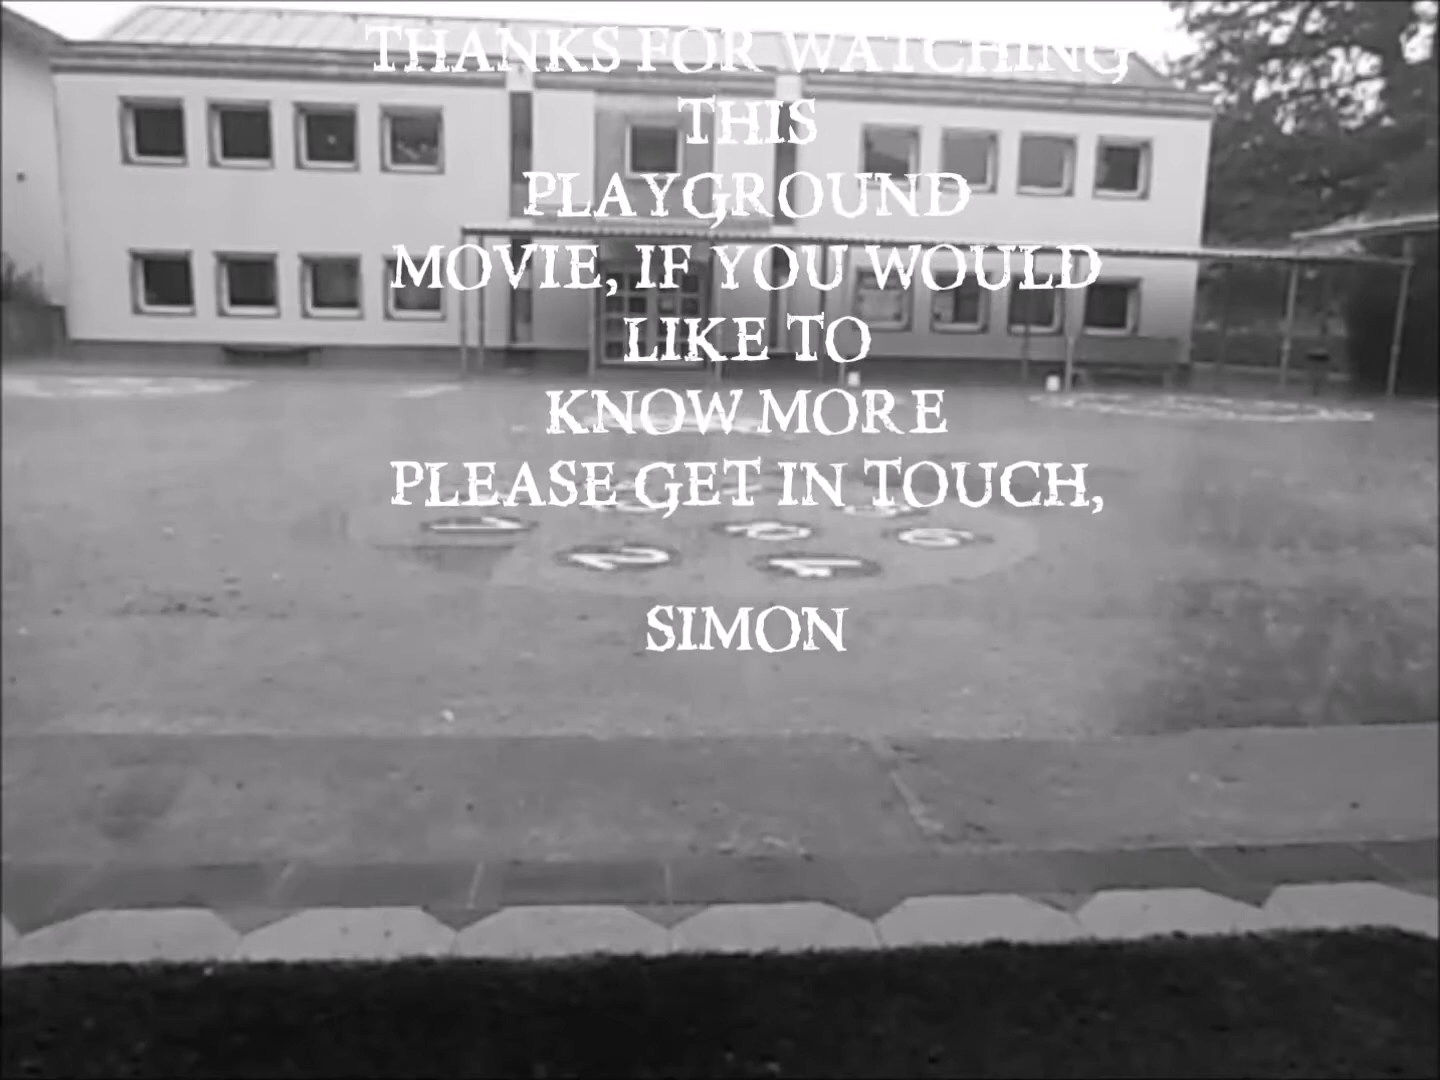 THANKS FOR WATCHING
THIS
PLAYGROUND
MOVIE, IF YOU WOULD
LIKE TO
KNOW MORE
PLEASE GET IN TOUCH,
SIMON